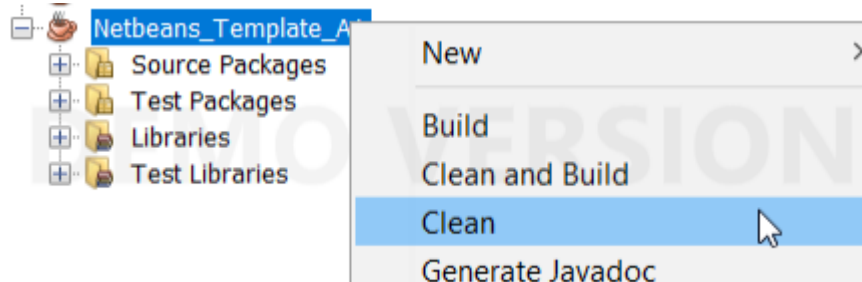 Netbeans_Template_A
Source Packages
Test Packages
Libraries
Test Libraries
New
Build
Clean and Build
Clean
Generate Javadoc
DEMO VERSION